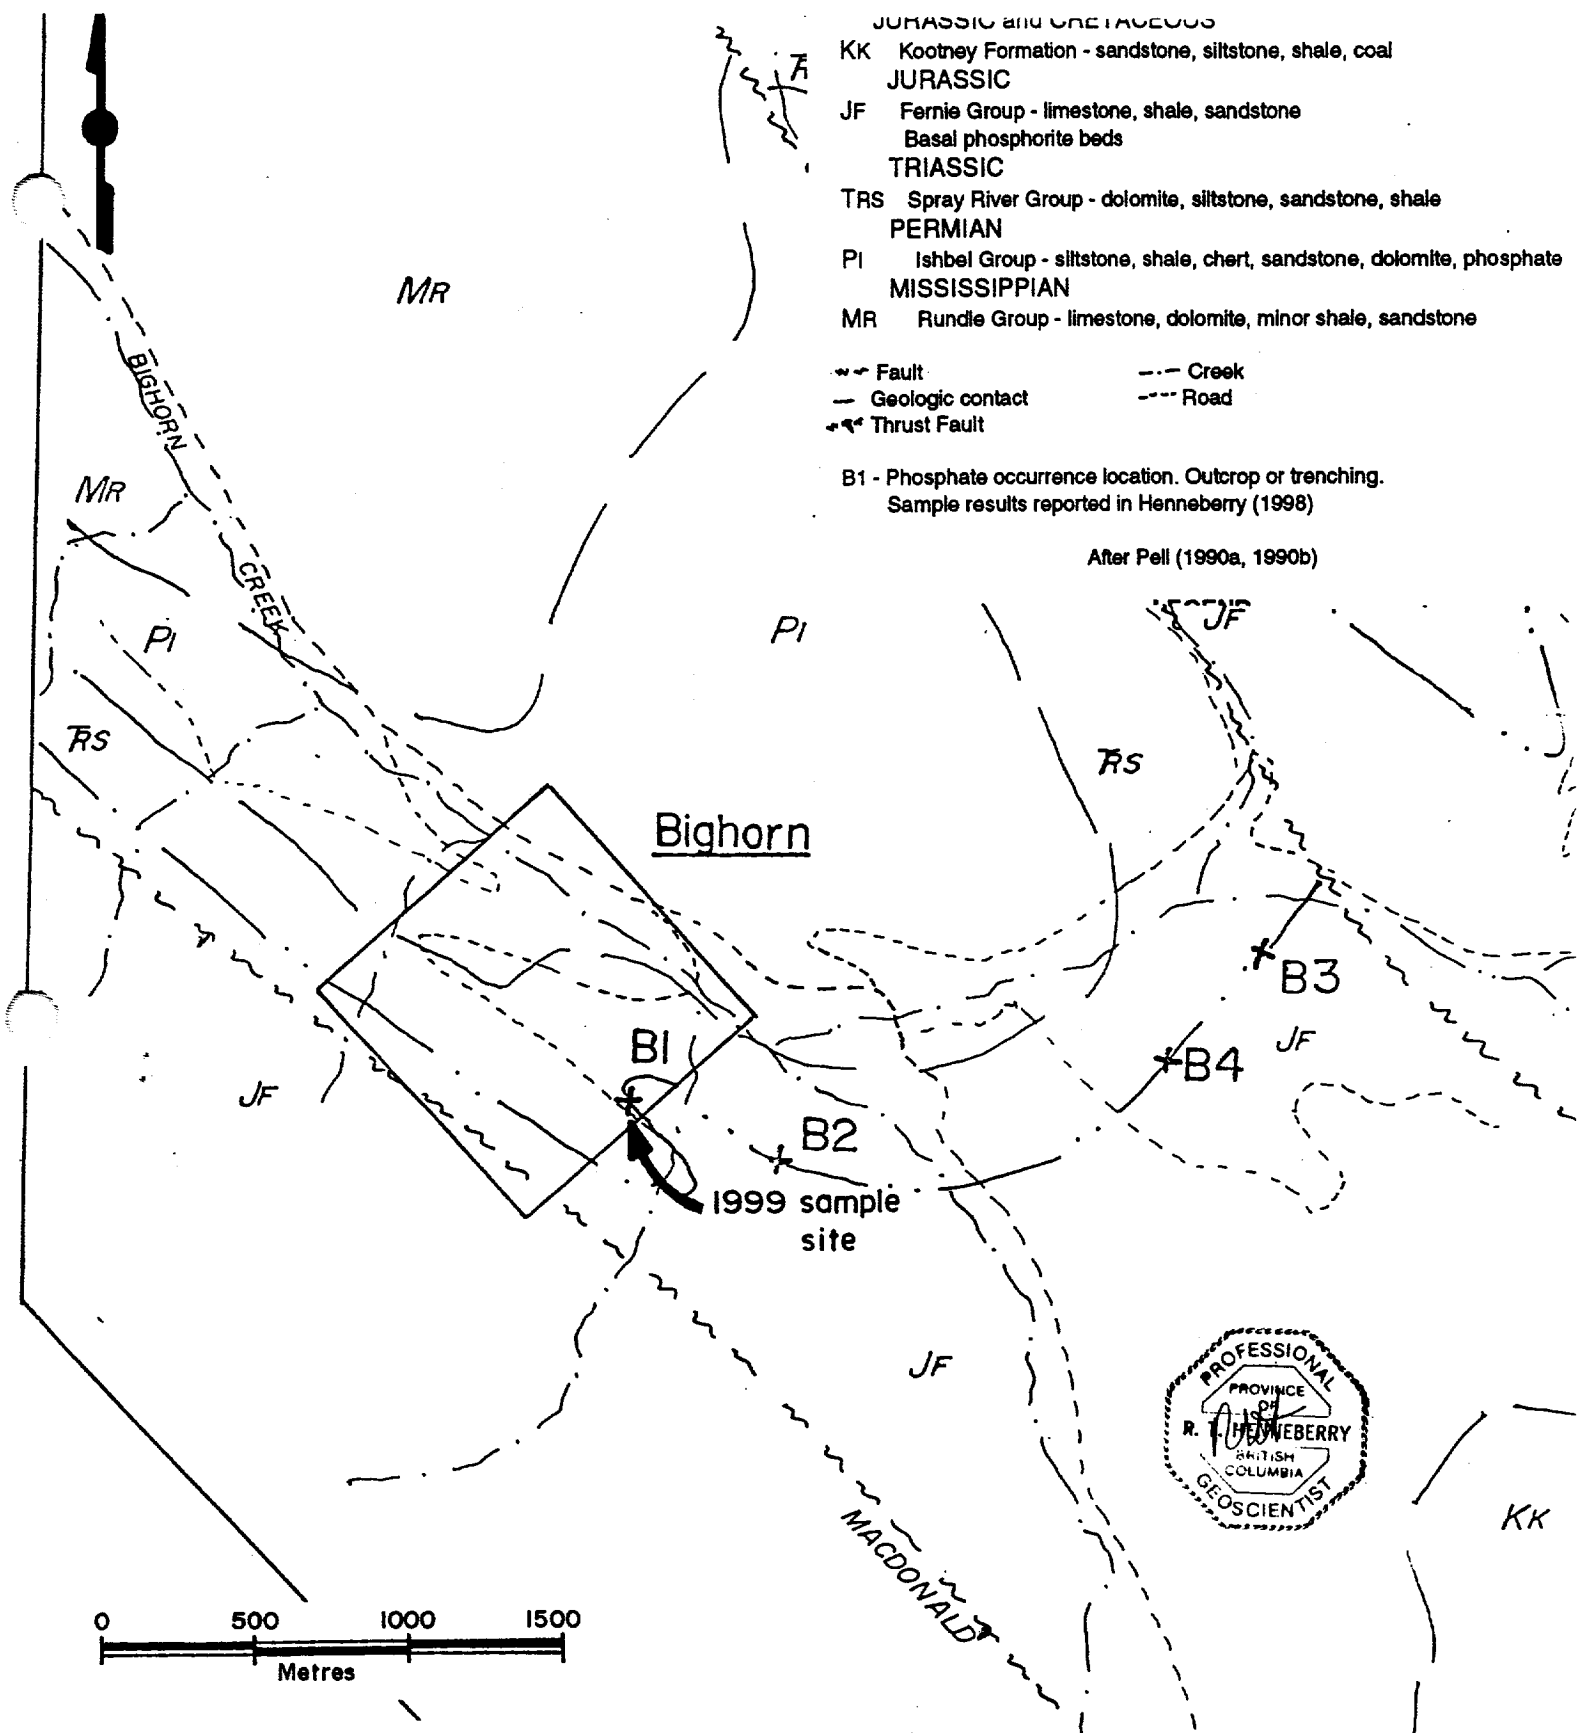 JURASSIC and CRETACEOUS
KK Kootney Formation - sandstone, siltstone, shale, coal
JURASSIC
JF Fernie Group - limestone, shale, sandstone
Basal phosphorite beds
TRIASSIC
TRS Spray River Group - dolomite, siltstone, sandstone, shale
PERMIAN
PI Ishbel Group - siltstone, shale, chert, sandstone, dolomite, phosphate
MISSISSIPPIAN
MR Rundle Group - limestone, dolomite, minor shale, sandstone
Fault
Creek
Geologic contact
Road
Thrust Fault
B1 - Phosphate occurrence location. Outcrop or trenching.
Sample results reported in Henneberry (1998)
After Pell (1990a, 1990b)
LEGEND
MR
BIGHORN
CREEK
MR
PI
PI
JF
TRS
TRS
Bighorn
B3
B1
JF
B4
JF
B2
1999 sample
site
JF
PROFESSIONAL
PROVINCE
OF
R. T. HENNEBERRY
BRITISH
COLUMBIA
GEOSCIENTIST
KK
MACDONALD
0 500 1000 1500
Metres